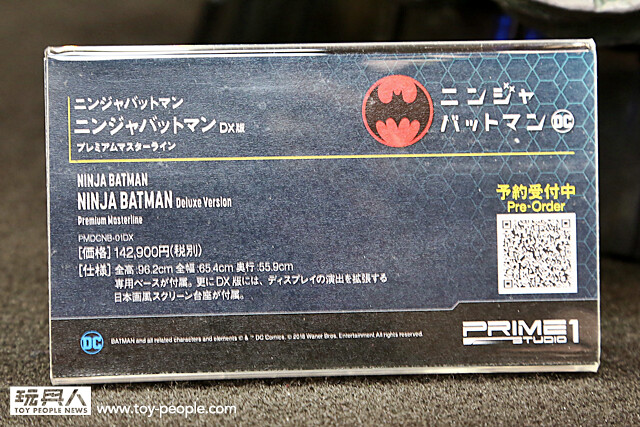 ニンジャバットマン
ニンジャバットマン DX版
プレミアムマスターライン
ニンジャ
バットマン DC
NINJA BATMAN
NINJA BATMAN Deluxe Version
Premium Masterline
予約受付中
Pre-Order
PMDCNB-01DX
[価格] 142,900円(税別)
[仕様] 全高:96.2cm 全幅:65.4cm 奥行:55.9cm
専用ベースが付属。更にDX版には、ディスプレイの演出を拡張する
日本画風スクリーン台座が付属。
DC
BATMAN and all related characters and elements © & ™ DC Comics. © 2018 Waner Bros. Entertainment All rights reserved.
PRIME 1
STUDIO
玩具人
TOY PEOPLE NEWS
www.toy-people.com